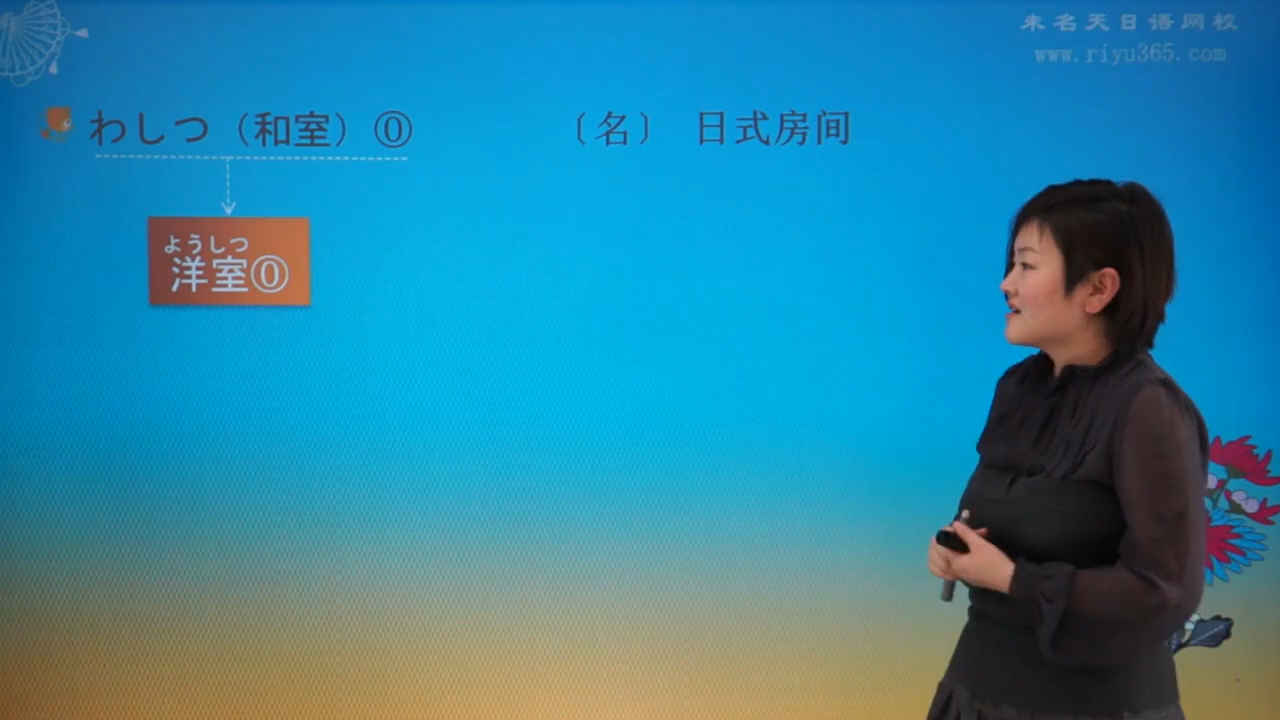 未名天日语网校
www.riyu365.com
わしつ（和室）⓪ 〔名〕 日式房间
ようしつ
洋室⓪